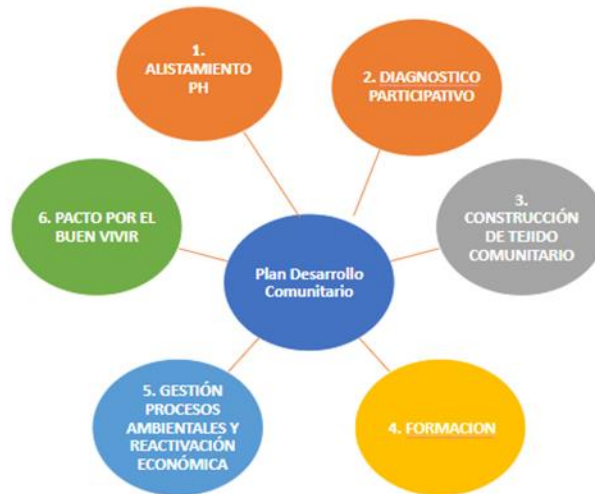 1.
ALISTAMIENTO
PH
2. DIAGNOSTICO
PARTICIPATIVO
3.
CONSTRUCCIÓN
DE TEJIDO
COMUNITARIO
4. FORMACION
5. GESTIÓN
PROCESOS
AMBIENTALES Y
REACTIVACIÓN
ECONÓMICA
6. PACTO POR EL
BUEN VIVIR
Plan Desarrollo
Comunitario